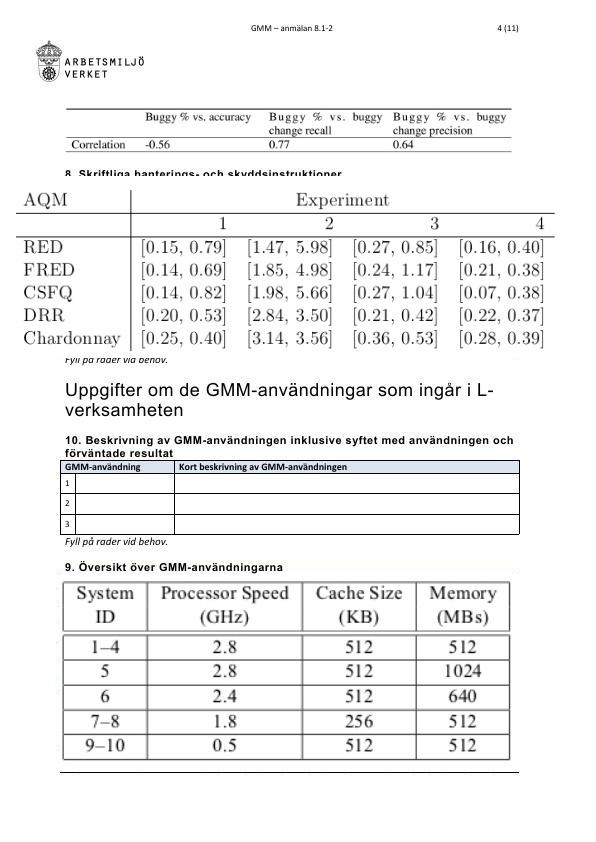 GMM – anmälan 8.1-2 4 (11)
ARBETSMILJÖ
VERKET
Buggy % vs. accuracy Buggy % vs. buggy change recall Buggy % vs. buggy change precision
Correlation -0.56 0.77 0.64
8. Skriftliga hanterings- och skyddsinstruktioner
AQM Experiment
1 2 3 4
RED [0.15, 0.79] [1.47, 5.98] [0.27, 0.85] [0.16, 0.40]
FRED [0.14, 0.69] [1.85, 4.98] [0.24, 1.17] [0.21, 0.38]
CSFQ [0.14, 0.82] [1.98, 5.66] [0.27, 1.04] [0.07, 0.38]
DRR [0.20, 0.53] [2.84, 3.50] [0.21, 0.42] [0.22, 0.37]
Chardonnay [0.25, 0.40] [3.14, 3.56] [0.36, 0.53] [0.28, 0.39]
Fyll på rader vid behov.
Uppgifter om de GMM-användningar som ingår i L-
verksamheten
10. Beskrivning av GMM-användningen inklusive syftet med användningen och
förväntade resultat
GMM-användning Kort beskrivning av GMM-användningen
1
2
3
Fyll på rader vid behov.
9. Översikt över GMM-användningarna
System ID Processor Speed (GHz) Cache Size (KB) Memory (MBs)
1–4 2.8 512 512
5 2.8 512 1024
6 2.4 512 640
7–8 1.8 256 512
9–10 0.5 512 512